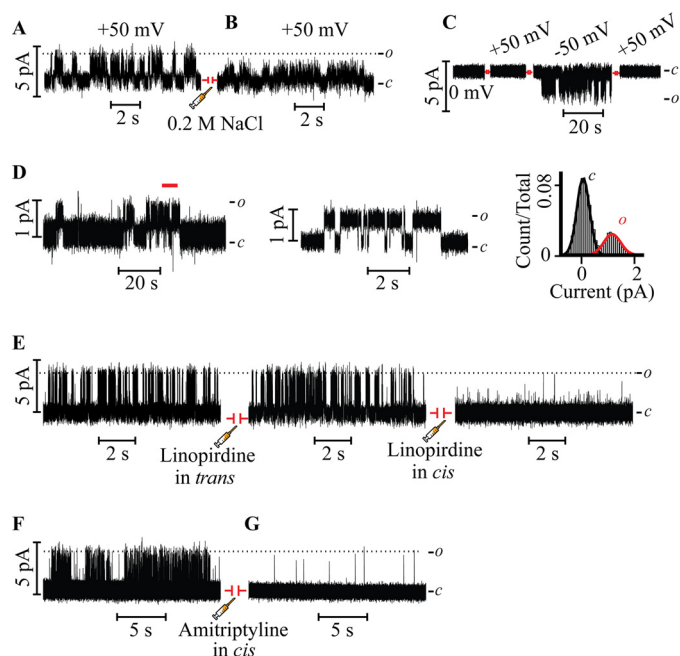 A
+50 mV
B
+50 mV
C
+50 mV
-50 mV
+50 mV
5 pA
-o
-c
2 s
0.2 M NaCl
2 s
5 pA
0 mV
-c
-o
20 s
D
1 pA
-o
-c
20 s
1 pA
o
c
2 s
Count/Total
0.08
0
c
o
0
2
Current (pA)
E
5 pA
-o
-c
2 s
Linopirdine
in trans
2 s
Linopirdine
in cis
2 s
F
G
5 pA
-o
-c
5 s
Amitriptyline
in cis
5 s